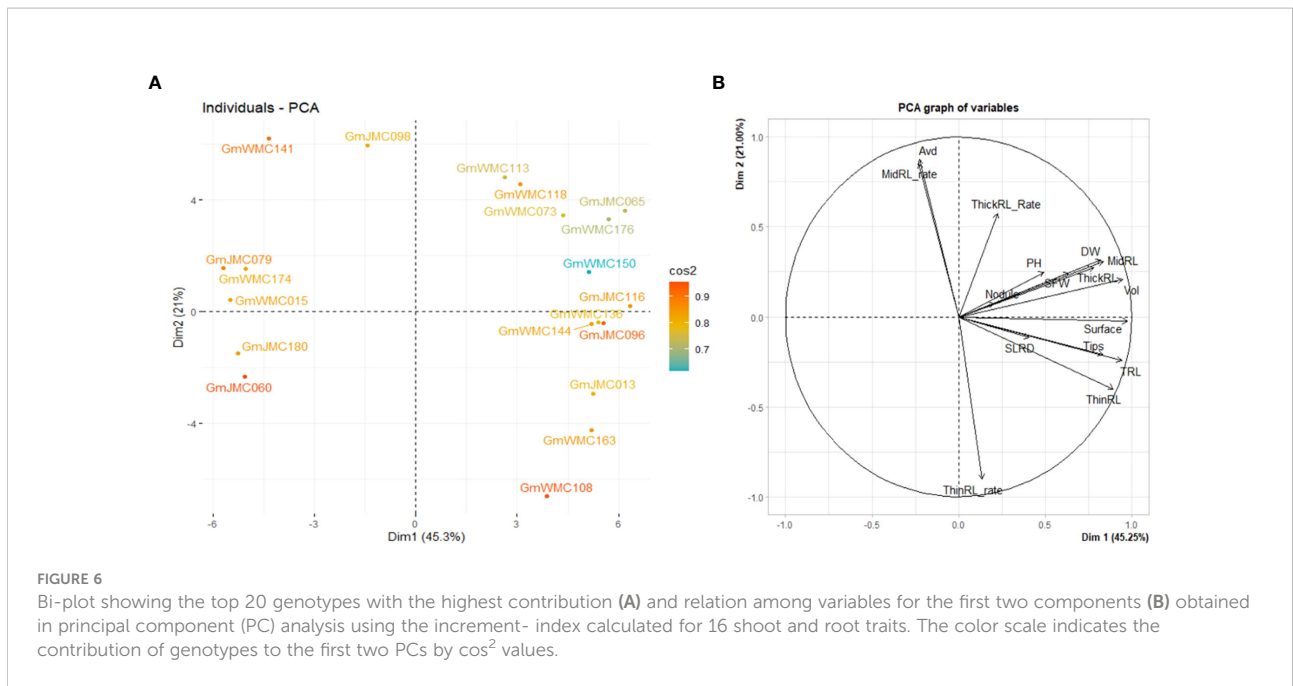 A
B
Individuals - PCA
PCA graph of variables
GmJMC098
GmWMC141
GmWMC113
GmWMC118
GmJMC065
GmWMC073
GmWMC176
GmJMC079
GmWMC174
GmWMC150
GmWMC015
GmJMC116
GmWMC136
GmWMC144
GmJMC096
GmJMC180
GmJMC060
GmJMC013
GmWMC163
GmWMC108
4
0
-4
Dim2 (21%)
-6
-3
0
3
6
Dim1 (45.3%)
cos2
0.9
0.8
0.7
Dim 2 (21.00%)
1.0
0.5
0.0
-0.5
-1.0
Avd
MidRL_rate
ThickRL_Rate
PH
DW
MidRL
SFW
ThickRL
Nodule
Vol
Surface
SLRD
Tips
TRL
ThinRL
ThinRL_rate
-1.0
-0.5
0.0
0.5
1.0
Dim 1 (45.25%)
FIGURE 6
Bi-plot showing the top 20 genotypes with the highest contribution (A) and relation among variables for the first two components (B) obtained
in principal component (PC) analysis using the increment- index calculated for 16 shoot and root traits. The color scale indicates the
contribution of genotypes to the first two PCs by cos² values.